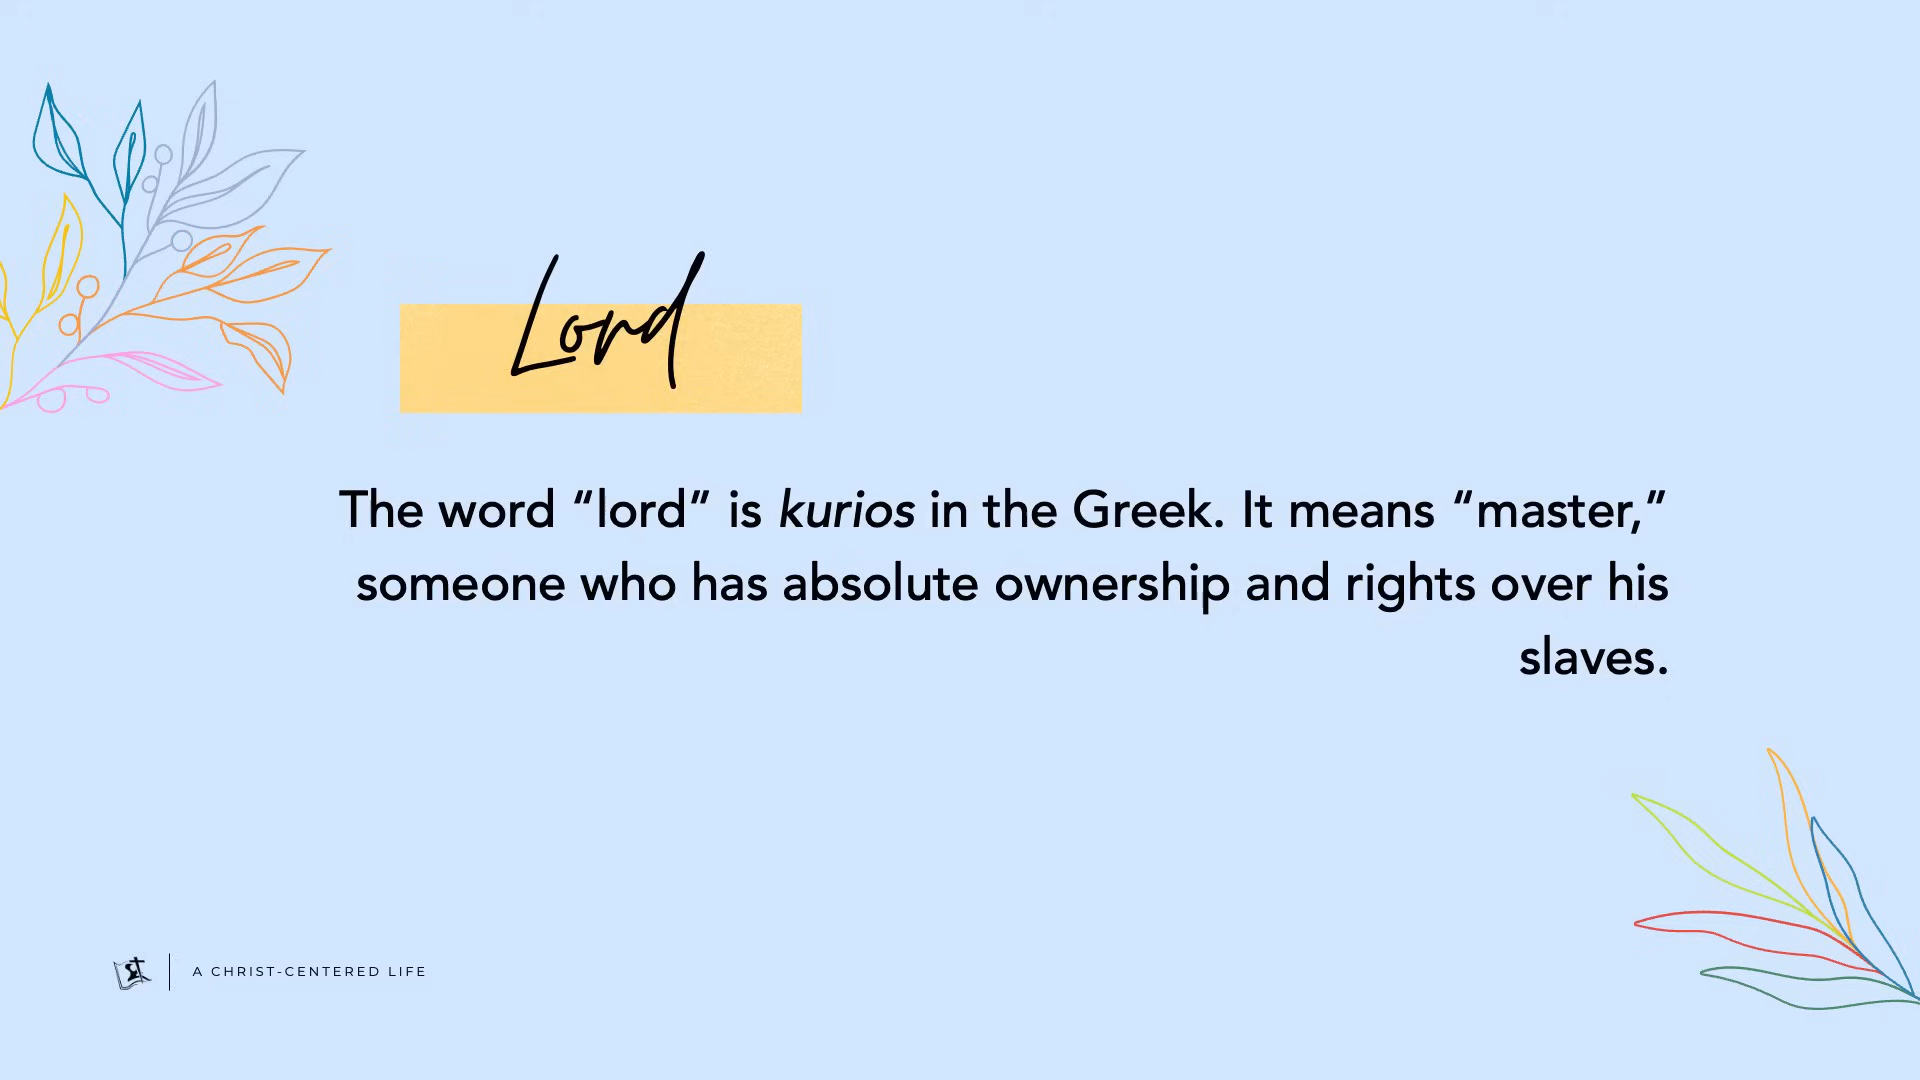 Lord
The word “lord” is kurios in the Greek. It means “master,”
someone who has absolute ownership and rights over his
slaves.
A CHRIST-CENTERED LIFE